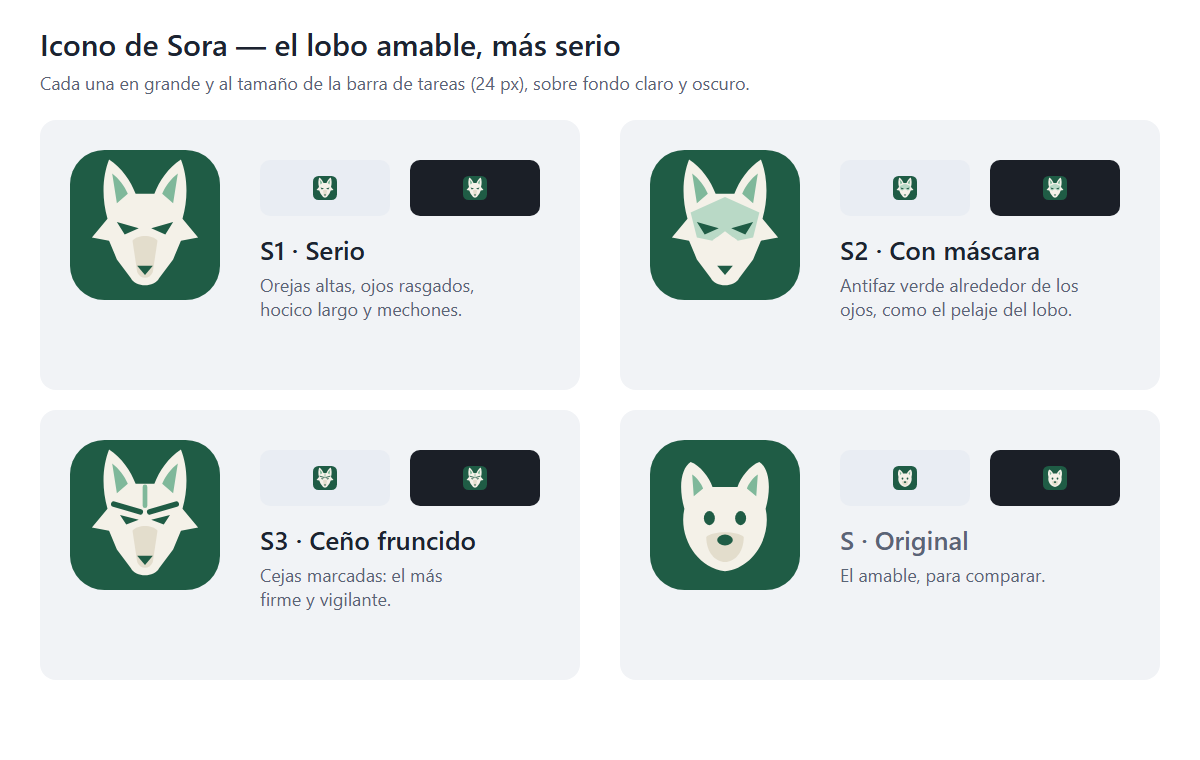 Icono de Sora — el lobo amable, más serio
Cada una en grande y al tamaño de la barra de tareas (24 px), sobre fondo claro y oscuro.
S1 · Serio
Orejas altas, ojos rasgados,
hocico largo y mechones.
S2 · Con máscara
Antifaz verde alrededor de los
ojos, como el pelaje del lobo.
S3 · Ceño fruncido
Cejas marcadas: el más
firme y vigilante.
S · Original
El amable, para comparar.